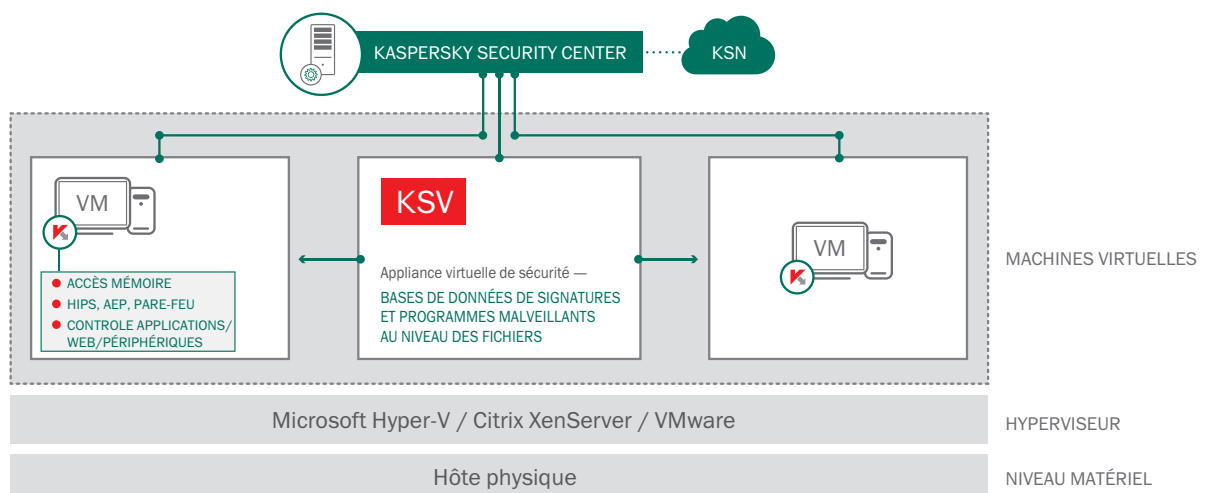 KASPERSKY SECURITY CENTER
KSN
VM
ACCÈS MÉMOIRE
HIPS, AEP, PARE-FEU
CONTROLE APPLICATIONS/
WEB/PÉRIPHÉRIQUES
KSV
Appliance virtuelle de sécurité —
BASES DE DONNÉES DE SIGNATURES
ET PROGRAMMES MALVEILLANTS
AU NIVEAU DES FICHIERS
VM
MACHINES VIRTUELLES
Microsoft Hyper-V / Citrix XenServer / VMware
HYPERVISEUR
Hôte physique
NIVEAU MATÉRIEL